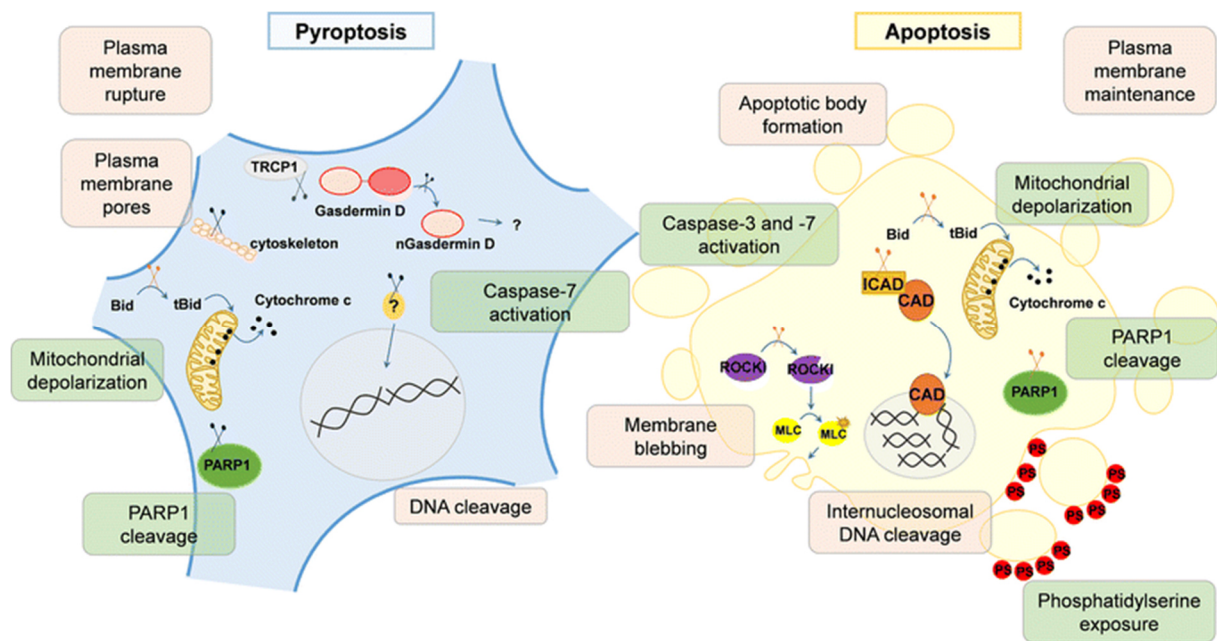 Pyroptosis
Plasma
membrane
rupture
Plasma
membrane
pores
TRCP1
Gasdermin D
nGasdermin D
?
cytoskeleton
Bid
tBid
Cytochrome c
?
Caspase-7
activation
Mitochondrial
depolarization
PARP1
PARP1
cleavage
DNA cleavage
Apoptosis
Plasma
membrane
maintenance
Apoptotic body
formation
Mitochondrial
depolarization
Caspase-3 and -7
activation
Bid
tBid
ICAD
CAD
Cytochrome c
PARP1
cleavage
ROCKI
ROCKI
CAD
PARP1
MLC
MLC
Membrane
blebbing
Internucleosomal
DNA cleavage
PS
PS
PS
PS
PS
PS
PS
PS
PS
PS
PS
PS
Phosphatidylserine
exposure